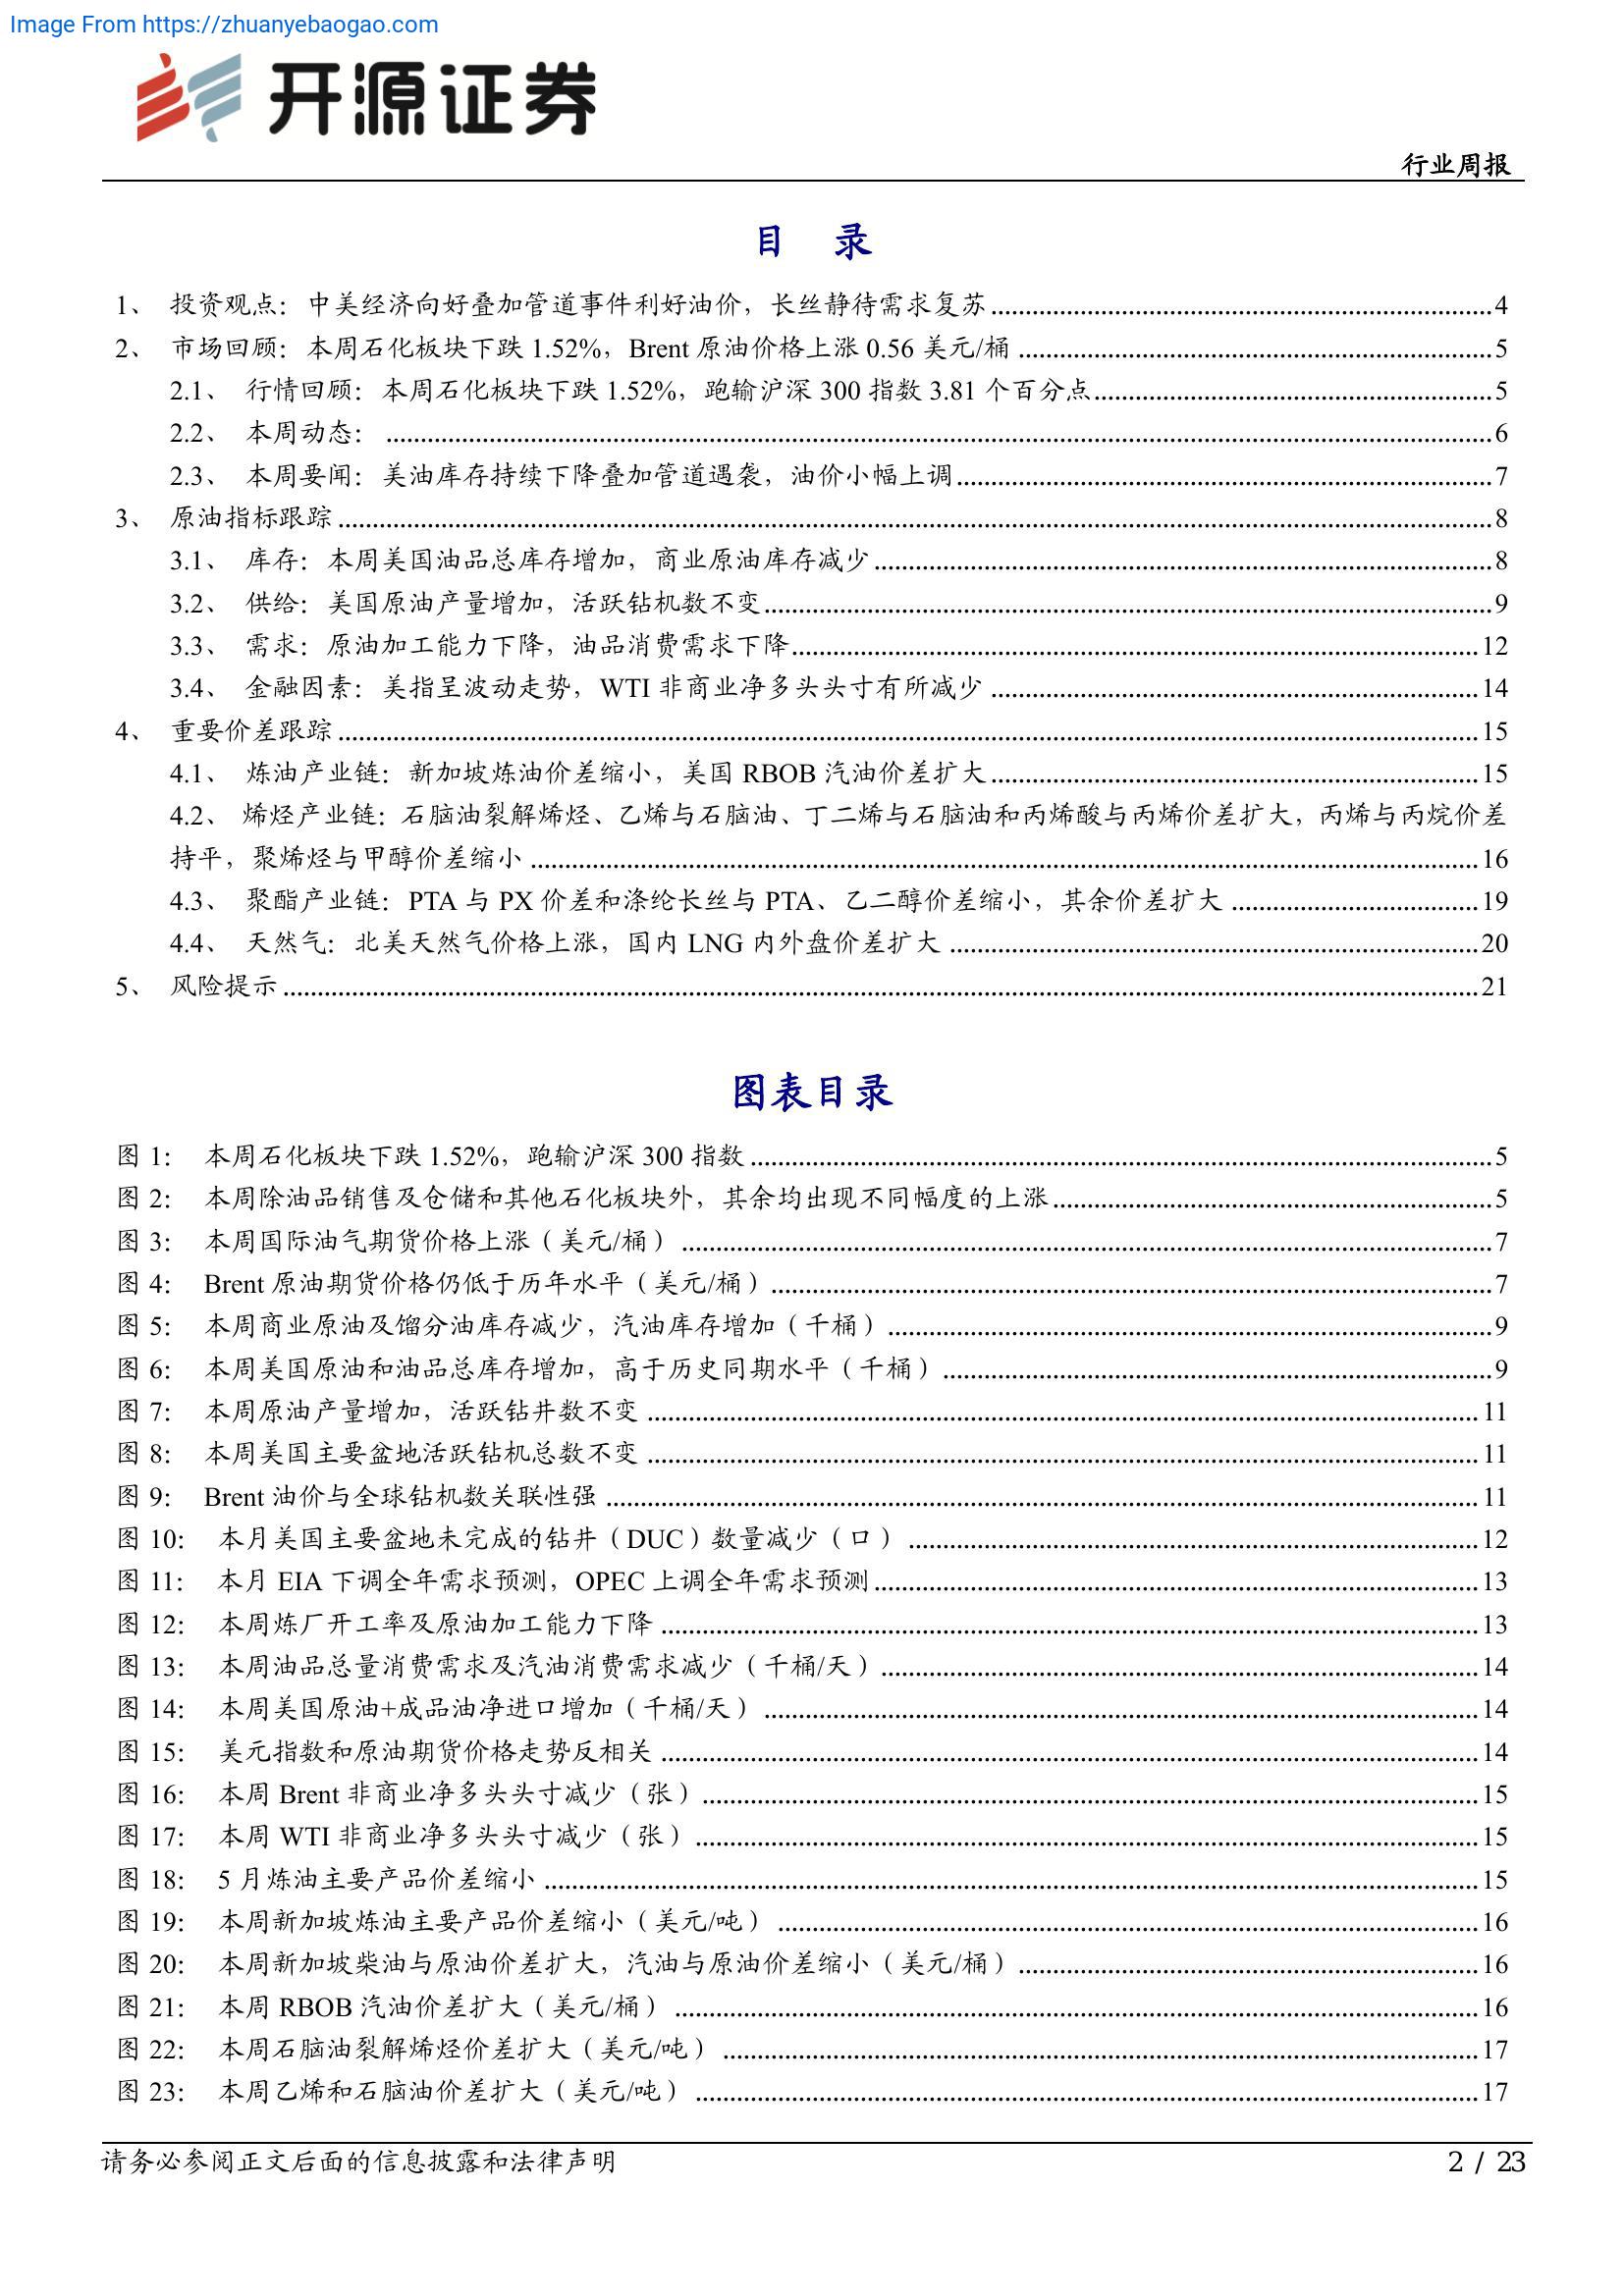 Image From https://zhuanyebaogao.com
开源证券
行业周报
目 录
1、 投资观点：中美经济向好叠加管道事件利好油价，长丝静待需求复苏 ........ 4
2、 市场回顾：本周石化板块下跌 1.52%，Brent 原油价格上涨 0.56 美元/桶 ........ 5
2.1、 行情回顾：本周石化板块下跌 1.52%，跑输沪深 300 指数 3.81 个百分点 ........ 5
2.2、 本周动态： ........ 6
2.3、 本周要闻：美油库存持续下降叠加管道遇袭，油价小幅上调 ........ 7
3、 原油指标跟踪 ........ 8
3.1、 库存：本周美国油品总库存增加，商业原油库存减少 ........ 8
3.2、 供给：美国原油产量增加，活跃钻机数不变 ........ 9
3.3、 需求：原油加工能力下降，油品消费需求下降 ........ 12
3.4、 金融因素：美指呈波动走势，WTI 非商业净多头头寸有所减少 ........ 14
4、 重要价差跟踪 ........ 15
4.1、 炼油产业链：新加坡炼油价差缩小，美国 RBOB 汽油价差扩大 ........ 15
4.2、 烯烃产业链：石脑油裂解烯烃、乙烯与石脑油、丁二烯与石脑油和丙烯酸与丙烯价差扩大，丙烯与丙烷价差
持平，聚烯烃与甲醇价差缩小 ........ 16
4.3、 聚酯产业链：PTA 与 PX 价差和涤纶长丝与 PTA、乙二醇价差缩小，其余价差扩大 ........ 19
4.4、 天然气：北美天然气价格上涨，国内 LNG 内外盘价差扩大 ........ 20
5、 风险提示 ........ 21
图表目录
图 1： 本周石化板块下跌 1.52%，跑输沪深 300 指数 ........ 5
图 2： 本周除油品销售及仓储和其他石化板块外，其余均出现不同幅度的上涨 ........ 5
图 3： 本周国际油气期货价格上涨（美元/桶） ........ 7
图 4： Brent 原油期货价格仍低于历年水平（美元/桶） ........ 7
图 5： 本周商业原油及馏分油库存减少，汽油库存增加（千桶） ........ 9
图 6： 本周美国原油和油品总库存增加，高于历史同期水平（千桶） ........ 9
图 7： 本周原油产量增加，活跃钻井数不变 ........ 11
图 8： 本周美国主要盆地活跃钻机总数不变 ........ 11
图 9： Brent 油价与全球钻机数关联性强 ........ 11
图 10： 本月美国主要盆地未完成的钻井（DUC）数量减少（口） ........ 12
图 11： 本月 EIA 下调全年需求预测，OPEC 上调全年需求预测 ........ 13
图 12： 本周炼厂开工率及原油加工能力下降 ........ 13
图 13： 本周油品总量消费需求及汽油消费需求减少（千桶/天） ........ 14
图 14： 本周美国原油+成品油净进口增加（千桶/天） ........ 14
图 15： 美元指数和原油期货价格走势反相关 ........ 14
图 16： 本周 Brent 非商业净多头头寸减少（张） ........ 15
图 17： 本周 WTI 非商业净多头头寸减少（张） ........ 15
图 18： 5 月炼油主要产品价差缩小 ........ 15
图 19： 本周新加坡炼油主要产品价差缩小（美元/吨） ........ 16
图 20： 本周新加坡柴油与原油价差扩大，汽油与原油价差缩小（美元/桶） ........ 16
图 21： 本周 RBOB 汽油价差扩大（美元/桶） ........ 16
图 22： 本周石脑油裂解烯烃价差扩大（美元/吨） ........ 17
图 23： 本周乙烯和石脑油价差扩大（美元/吨） ........ 17
请务必参阅正文后面的信息披露和法律声明
2 / 23